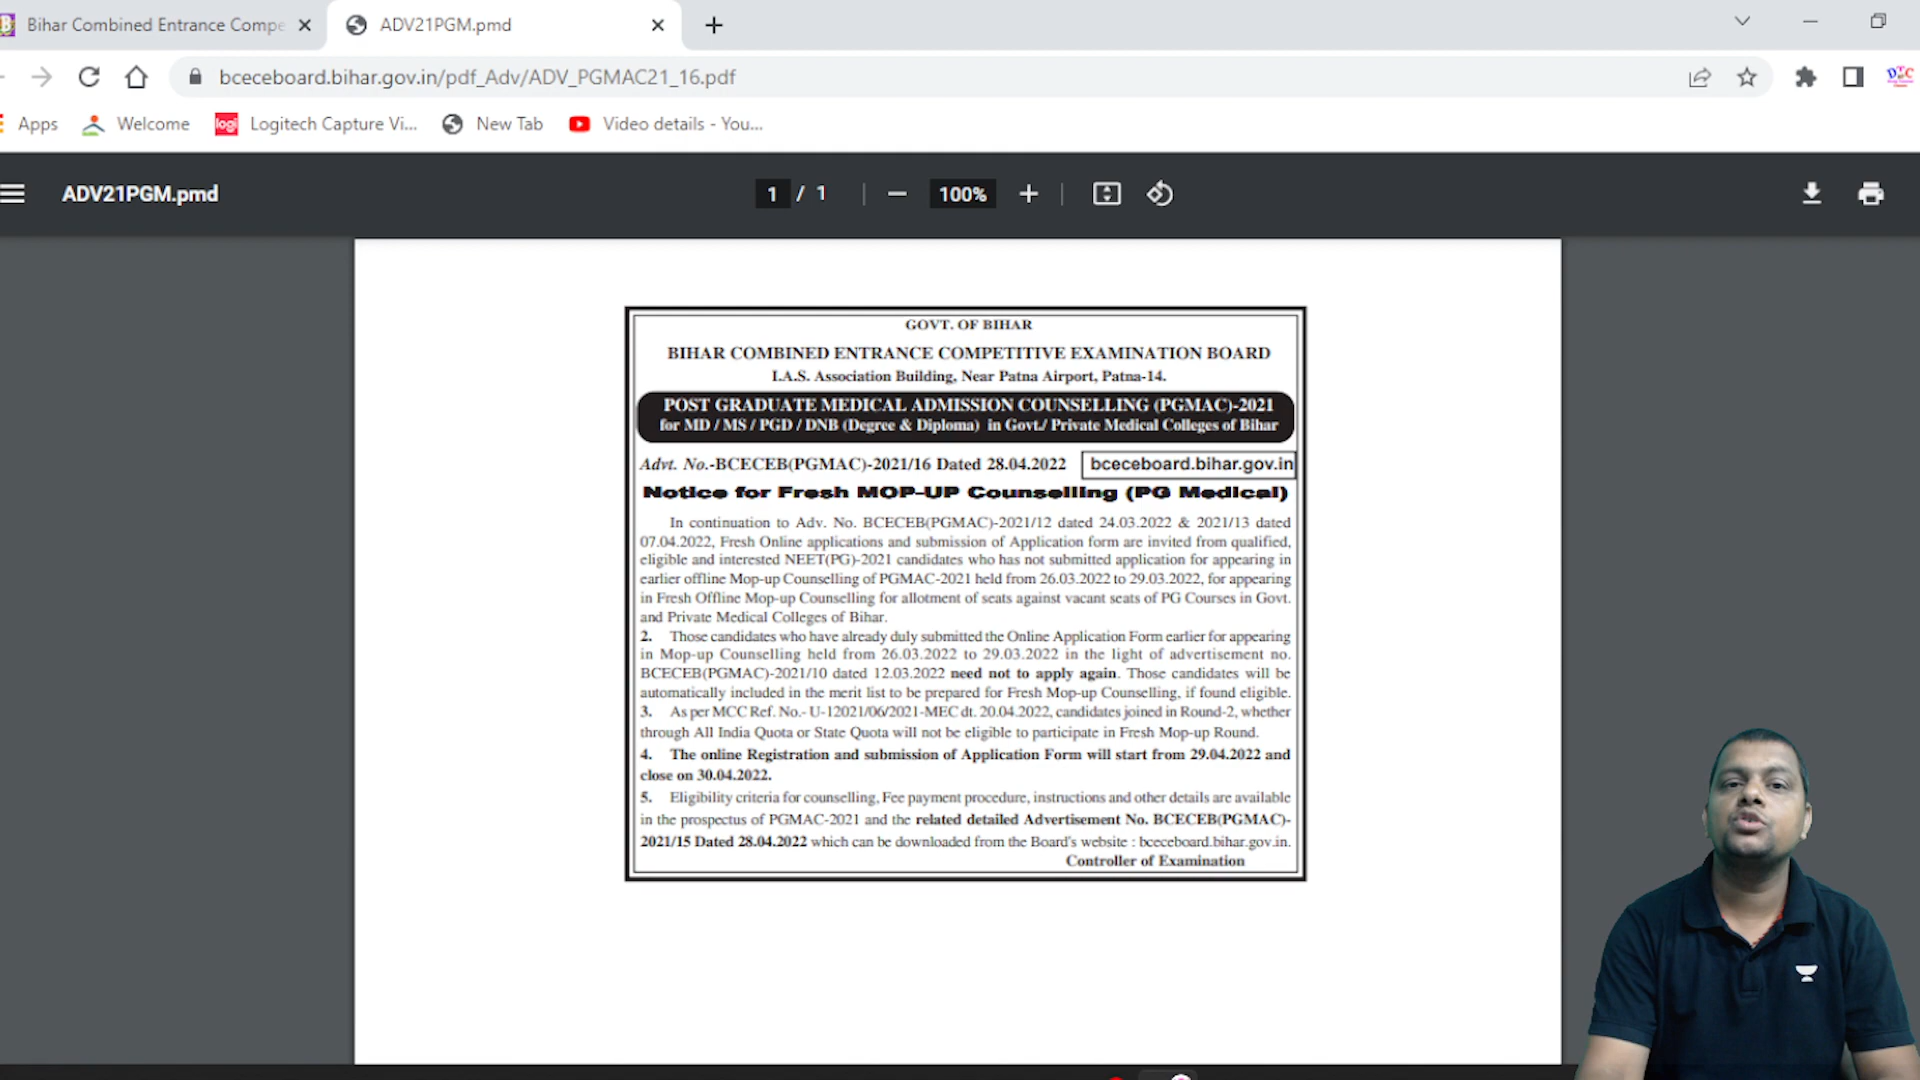 Bihar Combined Entrance Compe
ADV21PGM.pmd
bceceboard.bihar.gov.in/pdf_Adv/ADV_PGMAC21_16.pdf
Apps
Welcome
logi
Logitech Capture Vi...
New Tab
Video details - You...
ADV21PGM.pmd
1 / 1
100%
GOVT. OF BIHAR
BIHAR COMBINED ENTRANCE COMPETITIVE EXAMINATION BOARD
I.A.S. Association Building, Near Patna Airport, Patna-14.
POST GRADUATE MEDICAL ADMISSION COUNSELLING (PGMAC)-2021
for MD / MS / PGD / DNB (Degree & Diploma) in Govt./ Private Medical Colleges of Bihar
Advt. No.-BCECEB(PGMAC)-2021/16 Dated 28.04.2022 bceceboard.bihar.gov.in
Notice for Fresh MOP-UP Counselling (PG Medical)
In continuation to Adv. No. BCECEB(PGMAC)-2021/12 dated 24.03.2022 & 2021/13 dated
07.04.2022, Fresh Online applications and submission of Application form are invited from qualified,
eligible and interested NEET(PG)-2021 candidates who has not submitted application for appearing in
earlier offline Mop-up Counselling of PGMAC-2021 held from 26.03.2022 to 29.03.2022, for appearing
in Fresh Offline Mop-up Counselling for allotment of seats against vacant seats of PG Courses in Govt.
and Private Medical Colleges of Bihar.
2. Those candidates who have already duly submitted the Online Application Form earlier for appearing
in Mop-up Counselling held from 26.03.2022 to 29.03.2022 in the light of advertisement no.
BCECEB(PGMAC)-2021/10 dated 12.03.2022 need not to apply again. Those candidates will be
automatically included in the merit list to be prepared for Fresh Mop-up Counselling, if found eligible.
3. As per MCC Ref. No.- U-12021/06/2021-MEC dt. 20.04.2022, candidates joined in Round-2, whether
through All India Quota or State Quota will not be eligible to participate in Fresh Mop-up Round.
4. The online Registration and submission of Application Form will start from 29.04.2022 and
close on 30.04.2022.
5. Eligibility criteria for counselling, Fee payment procedure, instructions and other details are available
in the prospectus of PGMAC-2021 and the related detailed Advertisement No. BCECEB(PGMAC)-
2021/15 Dated 28.04.2022 which can be downloaded from the Board's website : bceceboard.bihar.gov.in.
Controller of Examination